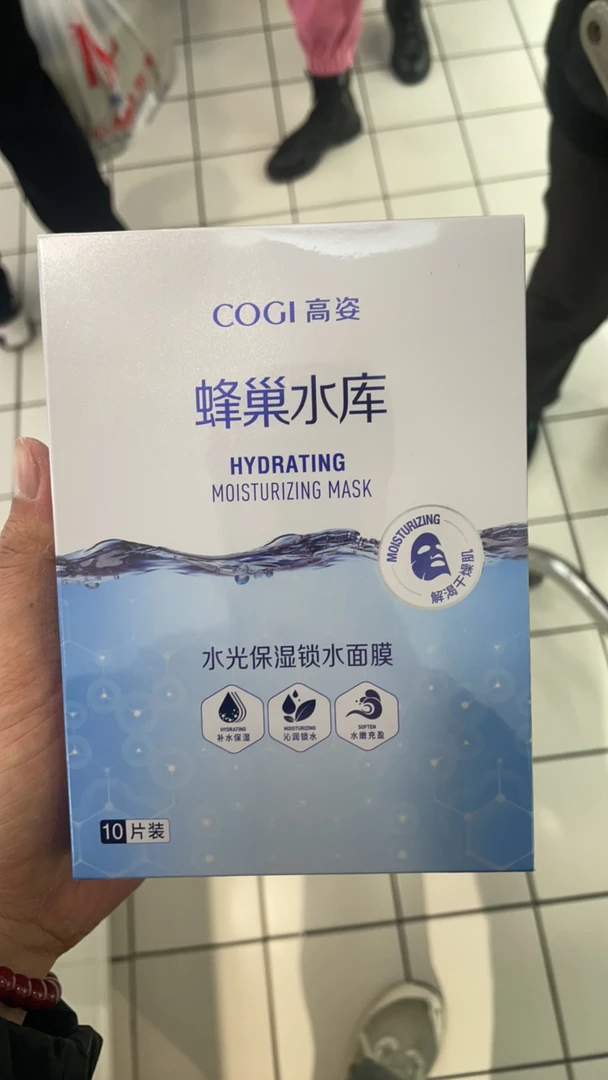 COGI 高姿
蜂巢水库
HYDRATING
MOISTURIZING MASK
MOISTURIZING
解渴干燥肌
水光保湿锁水面膜
HYDRATING
补水保湿
MOISTURIZING
沁润锁水
SOFTEN
水嫩充盈
10片装